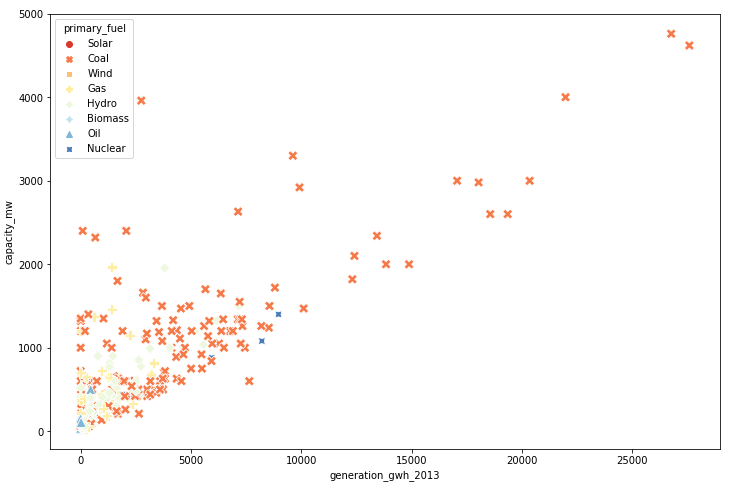 5000
4000
3000
2000
1000
0
capacity_mw
primary_fuel
Solar
Coal
Wind
Gas
Hydro
Biomass
Oil
Nuclear
0
5000
10000
15000
20000
25000
generation_gwh_2013